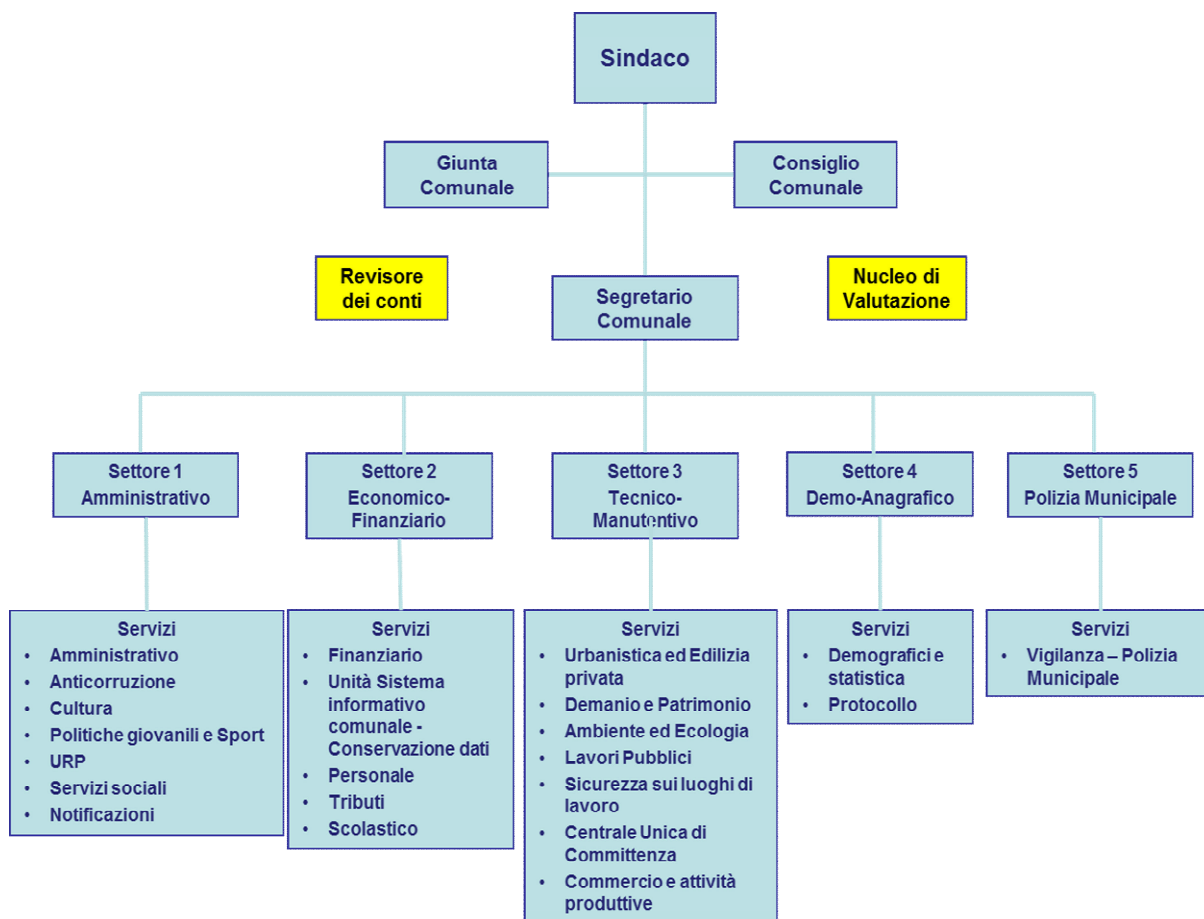 Sindaco
Giunta
Comunale
Consiglio
Comunale
Revisore
dei conti
Nucleo di
Valutazione
Segretario
Comunale
Settore 1
Amministrativo
Settore 2
Economico-
Finanziario
Settore 3
Tecnico-
Manutentivo
Settore 4
Demo-Anagrafico
Settore 5
Polizia Municipale
Servizi
• Amministrativo
• Anticorruzione
• Cultura
• Politiche giovanili e Sport
• URP
• Servizi sociali
• Notificazioni
Servizi
• Finanziario
• Unità Sistema
informativo
comunale -
Conservazione dati
• Personale
• Tributi
• Scolastico
Servizi
• Urbanistica ed Edilizia
privata
• Demanio e Patrimonio
• Ambiente ed Ecologia
• Lavori Pubblici
• Sicurezza sui luoghi di
lavoro
• Centrale Unica di
Committenza
• Commercio e attività
produttive
Servizi
• Demografici e
statistica
• Protocollo
Servizi
• Vigilanza – Polizia
Municipale